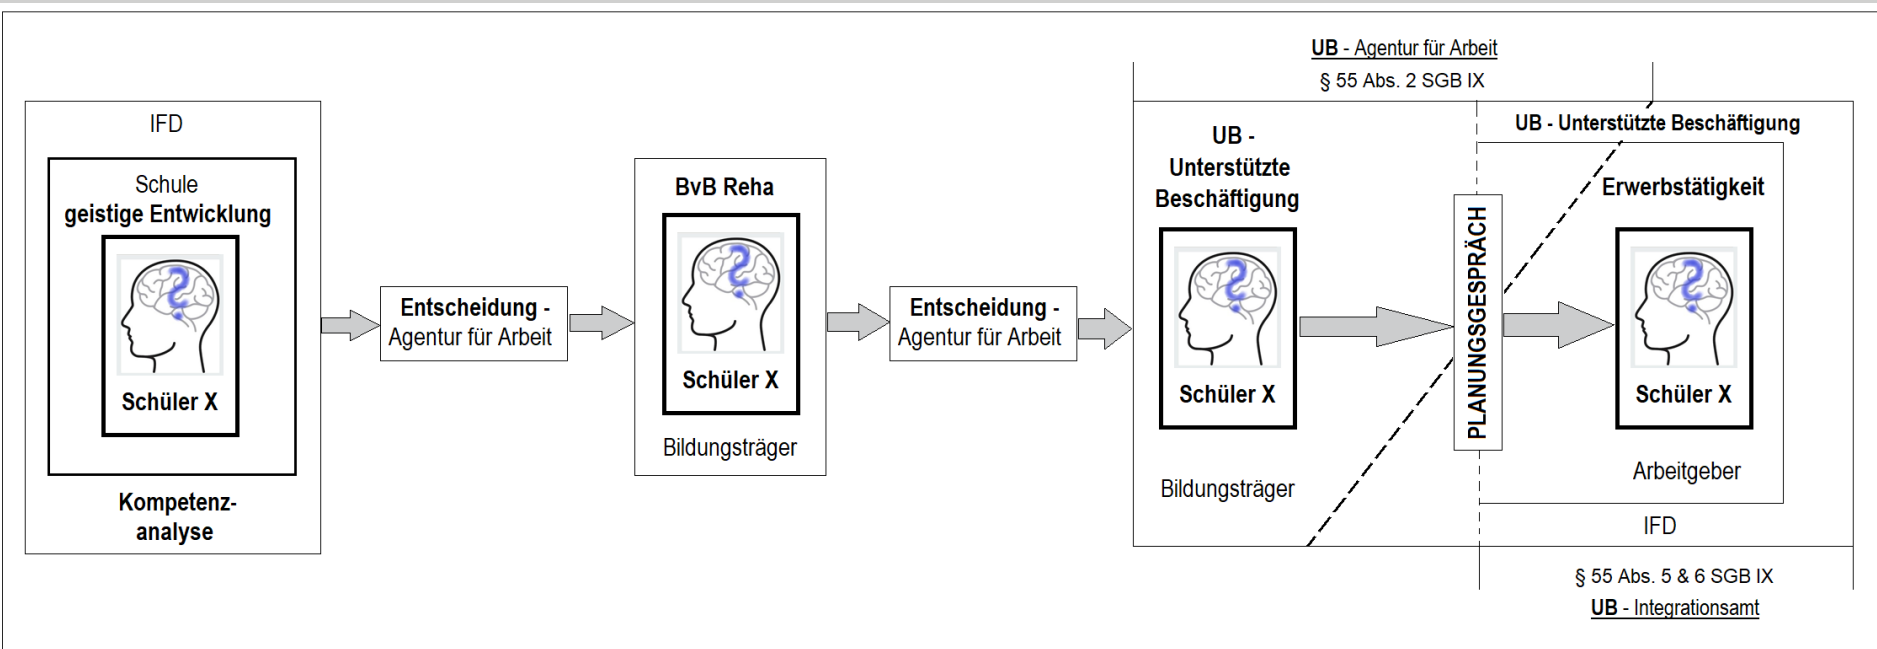 IFD
Schule
geistige Entwicklung
Schüler X
Kompetenz-
analyse
Entscheidung -
Agentur für Arbeit
BvB Reha
Schüler X
Bildungsträger
Entscheidung -
Agentur für Arbeit
UB - Agentur für Arbeit
§ 55 Abs. 2 SGB IX
UB -
Unterstützte
Beschäftigung
Schüler X
Bildungsträger
PLANUNGSGESPRÄCH
UB - Unterstützte Beschäftigung
Erwerbstätigkeit
Schüler X
Arbeitgeber
IFD
§ 55 Abs. 5 & 6 SGB IX
UB - Integrationsamt